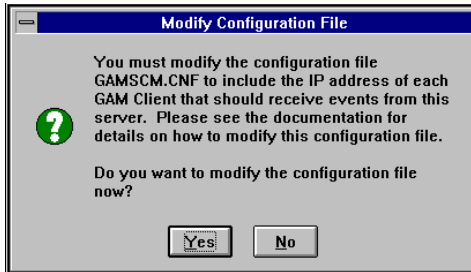 Modify Configuration File
You must modify the configuration file
GAMSCM.CNF to include the IP address of each
GAM Client that should receive events from this
server.  Please see the documentation for
details on how to modify this configuration file.
Do you want to modify the configuration file
now?
Yes
No